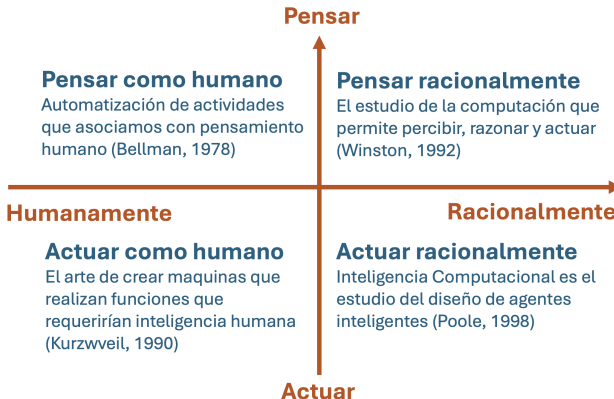 Pensar
Pensar como humano
Automatización de actividades
que asociamos con pensamiento
humano (Bellman, 1978)
Pensar racionalmente
El estudio de la computación que
permite percibir, razonar y actuar
(Winston, 1992)
Humanamente
Racionalmente
Actuar como humano
El arte de crear maquinas que
realizan funciones que
requerirían inteligencia humana
(Kurzwveil, 1990)
Actuar racionalmente
Inteligencia Computacional es el
estudio del diseño de agentes
inteligentes (Poole, 1998)
Actuar